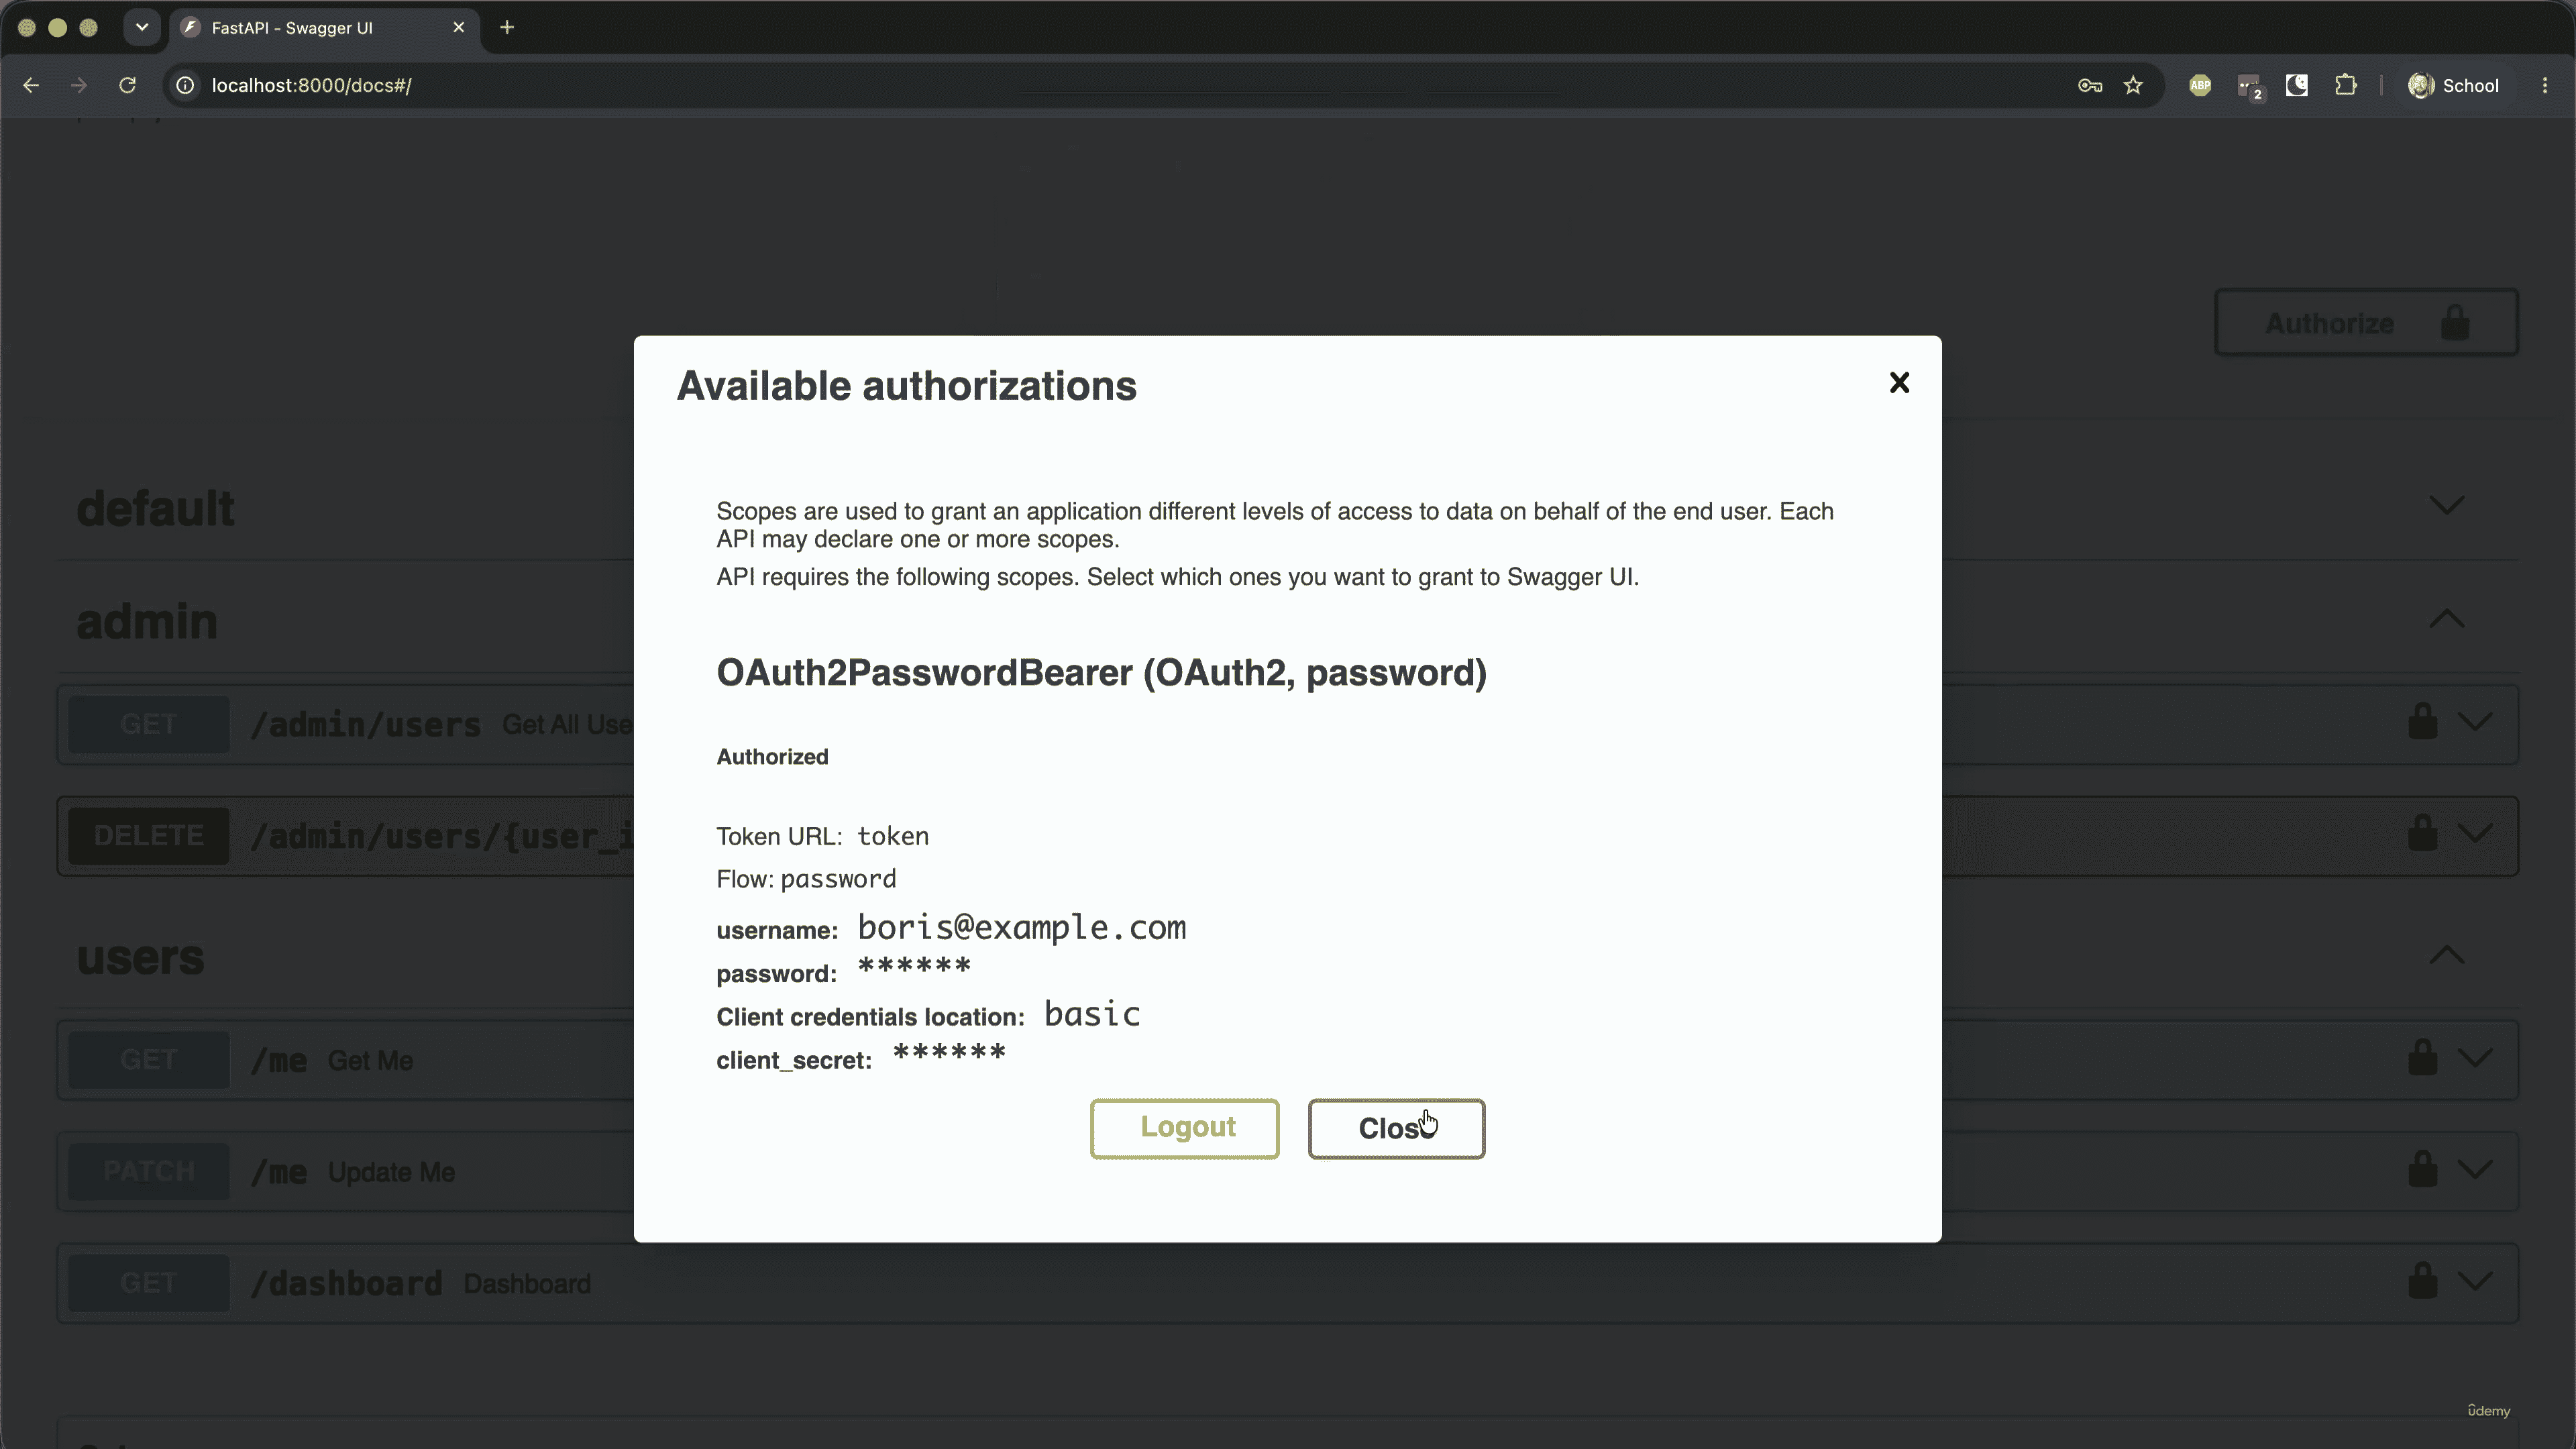 FastAPI - Swagger UI
localhost:8000/docs#/
ABP
2
School
Authorize
Available authorizations
Scopes are used to grant an application different levels of access to data on behalf of the end user. Each
API may declare one or more scopes.
API requires the following scopes. Select which ones you want to grant to Swagger UI.
OAuth2PasswordBearer (OAuth2, password)
Authorized
Token URL: token
Flow: password
username: boris@example.com
password: ******
Client credentials location: basic
client_secret: ******
Logout
Close
default
admin
GET /admin/users Get All Use
DELETE /admin/users/{user_i
users
GET /me Get Me
PATCH /me Update Me
GET /dashboard Dashboard
ûdemy